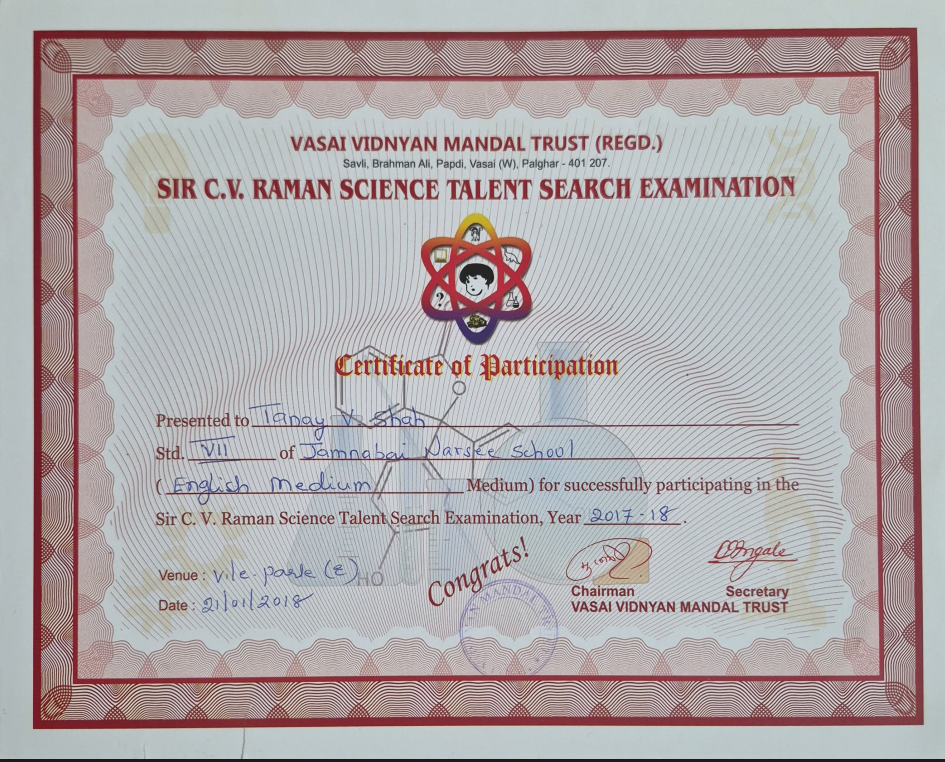 VASAI VIDNYAN MANDAL TRUST (REGD.)
Savli, Brahman Ali, Papdi, Vasai (W), Palghar - 401 207.
SIR C.V. RAMAN SCIENCE TALENT SEARCH EXAMINATION
?
Certificate of Participation
Presented to Tanay V. Shah
Std. VII of Jamnabai Narsee School
( English Medium Medium) for successfully participating in the
Sir C. V. Raman Science Talent Search Examination, Year 2017-18.
Congrats!
Venue : Vile-parle (E)
HO
Date : 21/01/2018
Chairman Secretary
VASAI VIDNYAN MANDAL TRUST
MANDAL TR